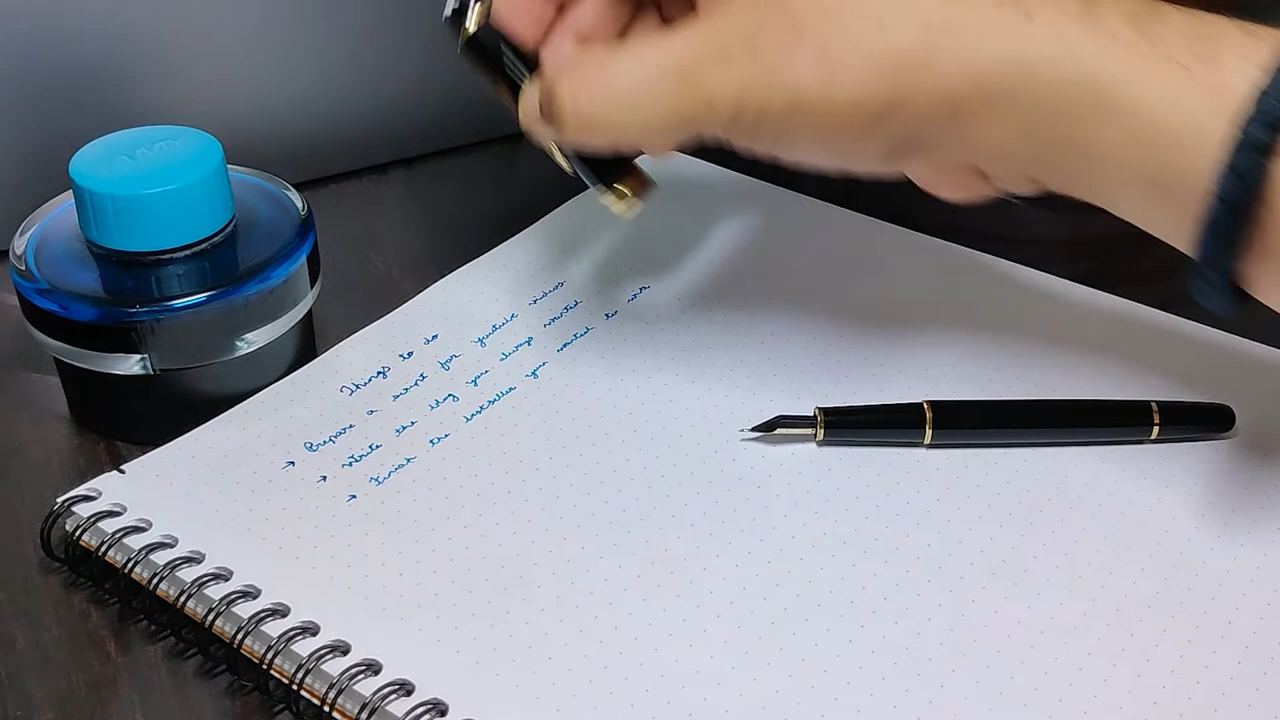 LAMY
Things to do
→ Prepare a script for youtube videos
→ Write the blog you always wanted
→ Finish the bestseller you wanted to